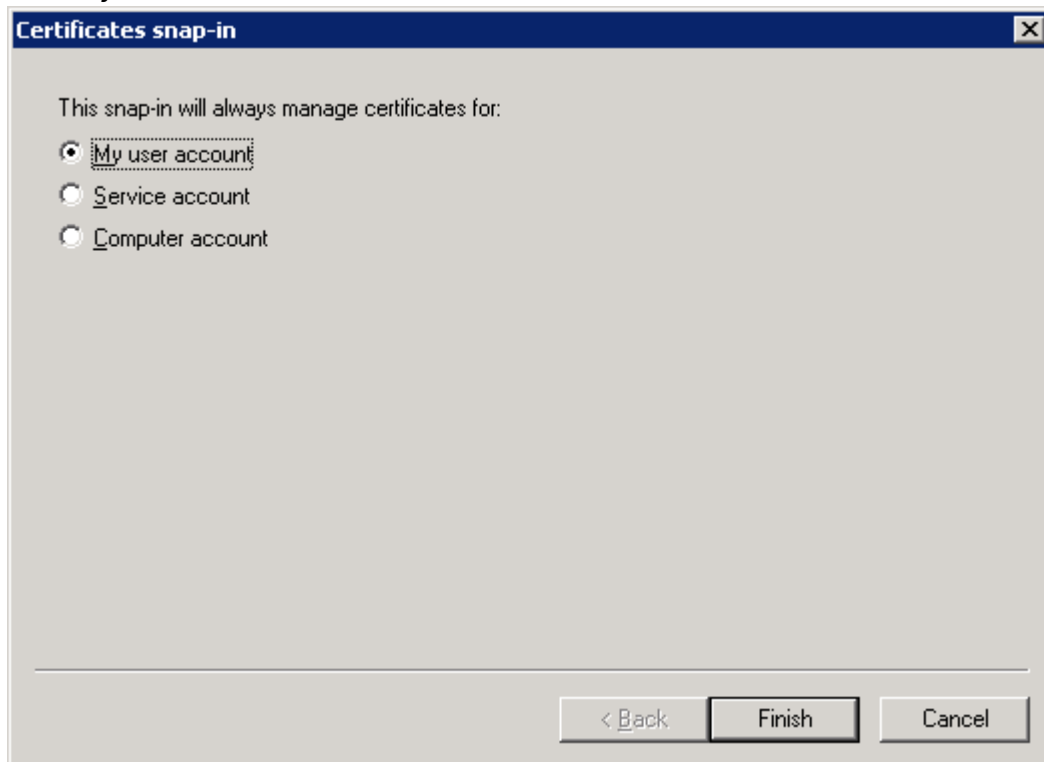 Certificates snap-in
This snap-in will always manage certificates for:
My user account
Service account
Computer account
< Back
Finish
Cancel